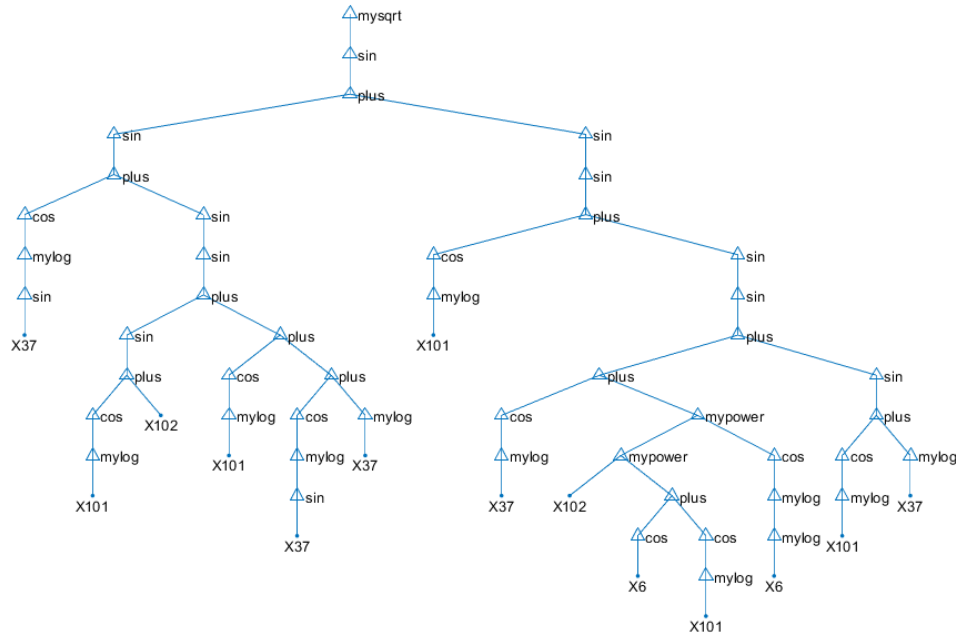 mysqrt
sin
plus
sin sin
plus sin
cos sin plus
mylog sin cos sin
sin plus mylog sin
X37 sin plus X101 plus
plus cos plus plus sin
cos X102 mylog cos mylog cos mypower plus
mylog X101 mylog X37 mylog mypower cos cos mylog
X101 sin X37 X102 plus mylog mylog X37
X37 cos cos mylog X101
X6 mylog X6
X101